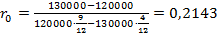 r₀ = (130000−120000)/(120000·9/12−130000·4/12) = 0,2143